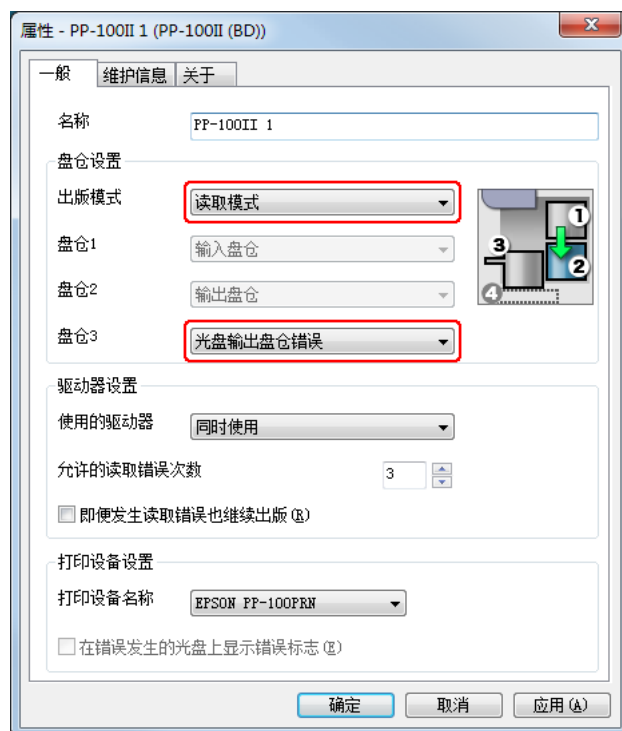 属性 - PP-100II 1 (PP-100II (BD))
一般 维护信息 关于
名称 PP-100II 1
盘仓设置
出版模式 读取模式
盘仓1 输入盘仓
盘仓2 输出盘仓
盘仓3 光盘输出盘仓错误
1
3
2
4
驱动器设置
使用的驱动器 同时使用
允许的读取错误次数 3
即便发生读取错误也继续出版(R)
打印设备设置
打印设备名称 EPSON PP-100PRN
在错误发生的光盘上显示错误标志(E)
确定 取消 应用(A)